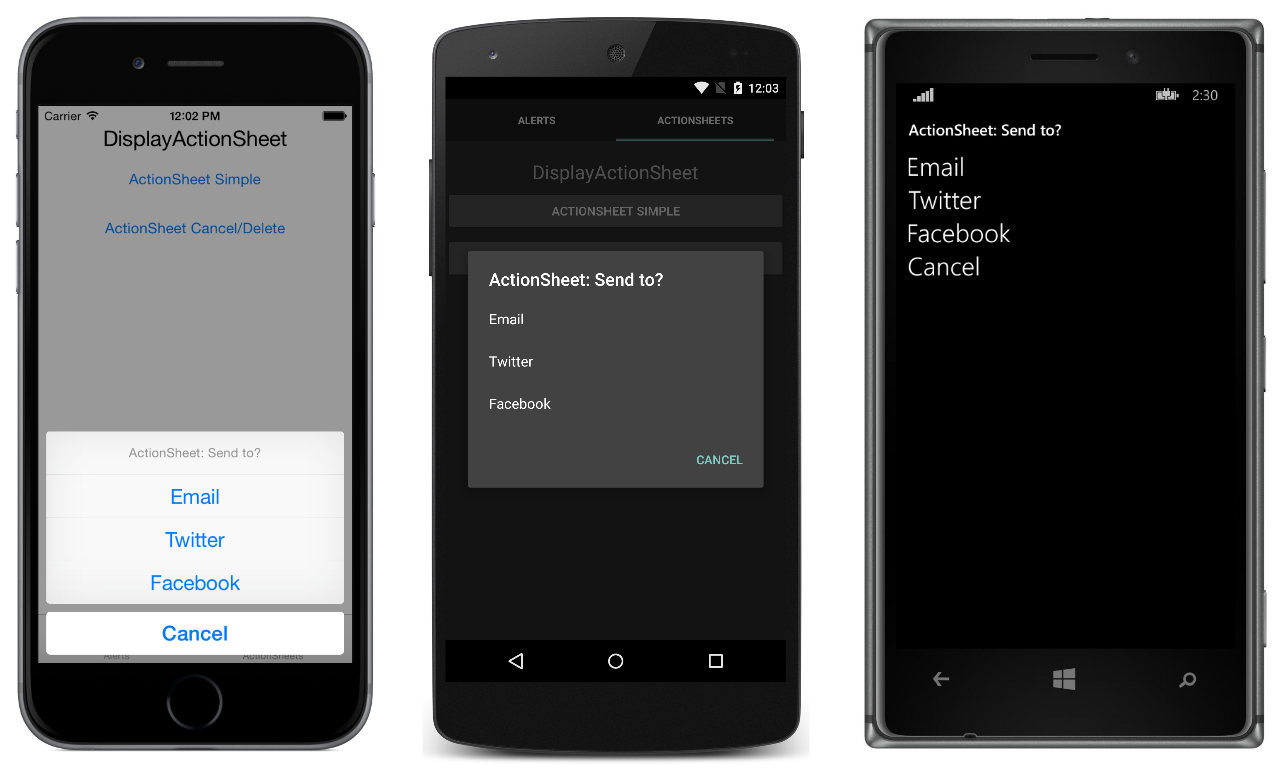 Carrier 12:02 PM
DisplayActionSheet
ActionSheet Simple
ActionSheet Cancel/Delete
ActionSheet: Send to?
Email
Twitter
Facebook
Cancel
Alerts ActionSheets
12:03
ALERTS ACTIONSHEETS
DisplayActionSheet
ACTIONSHEET SIMPLE
ActionSheet: Send to?
Email
Twitter
Facebook
CANCEL
2:30
ActionSheet: Send to?
Email
Twitter
Facebook
Cancel